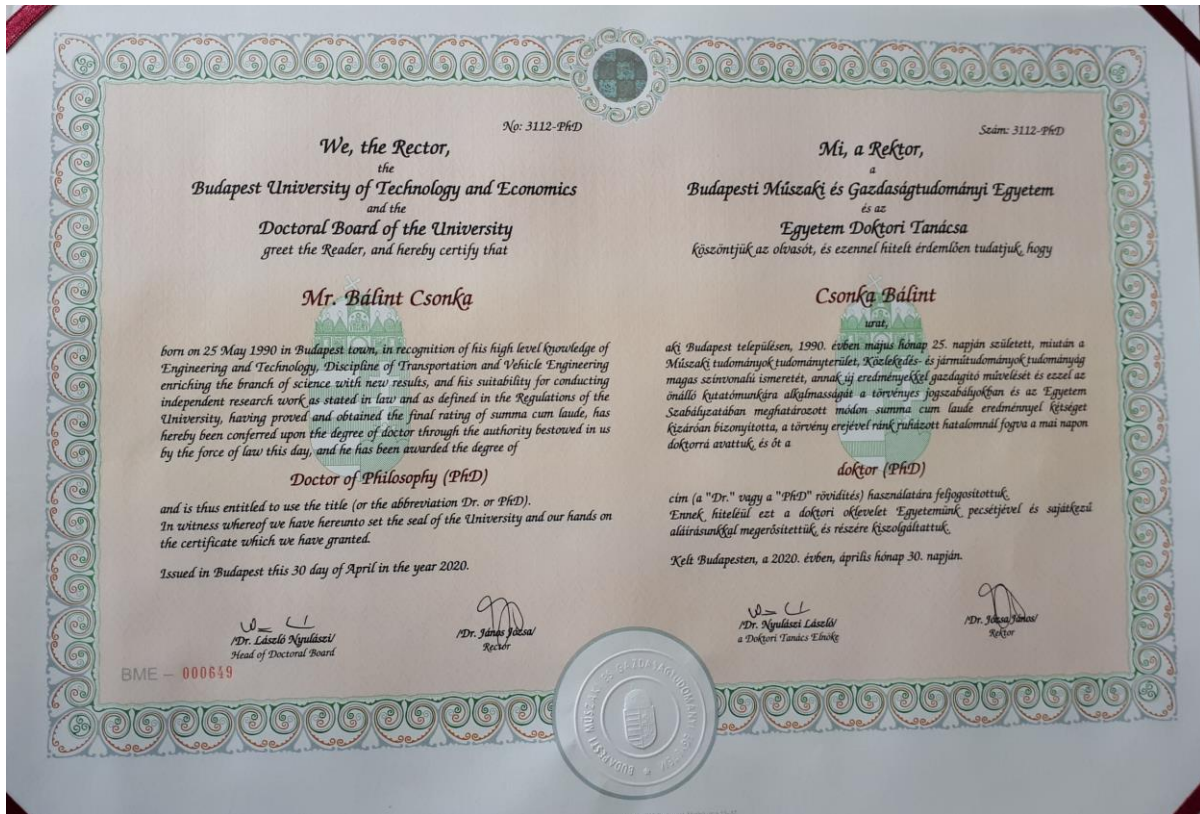 No: 3112-PhD
We, the Rector,
the
Budapest University of Technology and Economics
and the
Doctoral Board of the University
greet the Reader, and hereby certify that
Mr. Bálint Csonka
born on 25 May 1990 in Budapest town, in recognition of his high level knowledge of
Engineering and Technology, Discipline of Transportation and Vehicle Engineering
enriching the branch of science with new results, and his suitability for conducting
independent research work as stated in law and as defined in the Regulations of the
University, having proved and obtained the final rating of summa cum laude, has
hereby been conferred upon the degree of doctor through the authority bestowed in us
by the force of law this day, and he has been awarded the degree of
Doctor of Philosophy (PhD)
and is thus entitled to use the title (or the abbreviation Dr. or PhD).
In witness whereof we have hereunto set the seal of the University and our hands on
the certificate which we have granted.
Issued in Budapest this 30 day of April in the year 2020.
/Dr. László Nyulászi/
Head of Doctoral Board
/Dr. János Józsa/
Rector
BME – 000649
Szám: 3112-PhD
Mi, a Rektor,
a
Budapesti Műszaki és Gazdaságtudományi Egyetem
és az
Egyetem Doktori Tanácsa
köszöntjük az olvasót, és ezennel hitelt érdemlően tudatjuk, hogy
Csonka Bálint
urat,
aki Budapest településen, 1990. évben május hónap 25. napján született, miután a
Műszaki tudományok tudományterület, Közlekedés- és járműtudományok tudományág
magas színvonalú ismeretét, annak új eredményekkel gazdagító művelését és ezzel az
önálló kutatómunkára alkalmasságát a törvényes jogszabályokban és az Egyetem
Szabályzatában meghatározott módon summa cum laude eredménnyel kétséget
kizáróan bizonyította, a törvény erejével ránk ruházott hatalomnál fogva a mai napon
doktorrá avattuk, és őt a
doktor (PhD)
cím (a "Dr." vagy a "PhD" rövidítés) használatára feljogosítottuk.
Ennek hiteléül ezt a doktori oklevelet Egyetemünk pecsétjével és sajátkezű
aláírásunkkal megerősítettük, és részére kiszolgáltattuk.
Kelt Budapesten, a 2020. évben, április hónap 30. napján.
/Dr. Nyulászi László/
a Doktori Tanács Elnöke
/Dr. Józsa János/
Rektor
BUDAPESTI MŰSZAKI ÉS GAZDASÁGTUDOMÁNYI EGYETEM